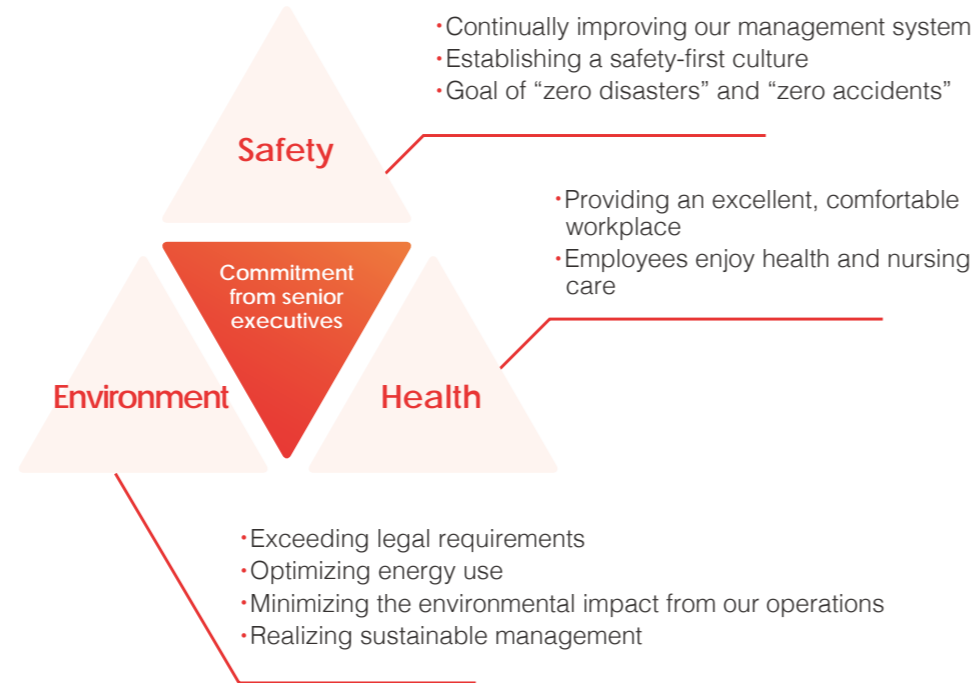 ・Continually improving our management system
・Establishing a safety-first culture
・Goal of “zero disasters” and “zero accidents”
Safety
・Providing an excellent, comfortable
workplace
・Employees enjoy health and nursing
care
Commitment
from senior
executives
Environment
Health
・Exceeding legal requirements
・Optimizing energy use
・Minimizing the environmental impact from our operations
・Realizing sustainable management